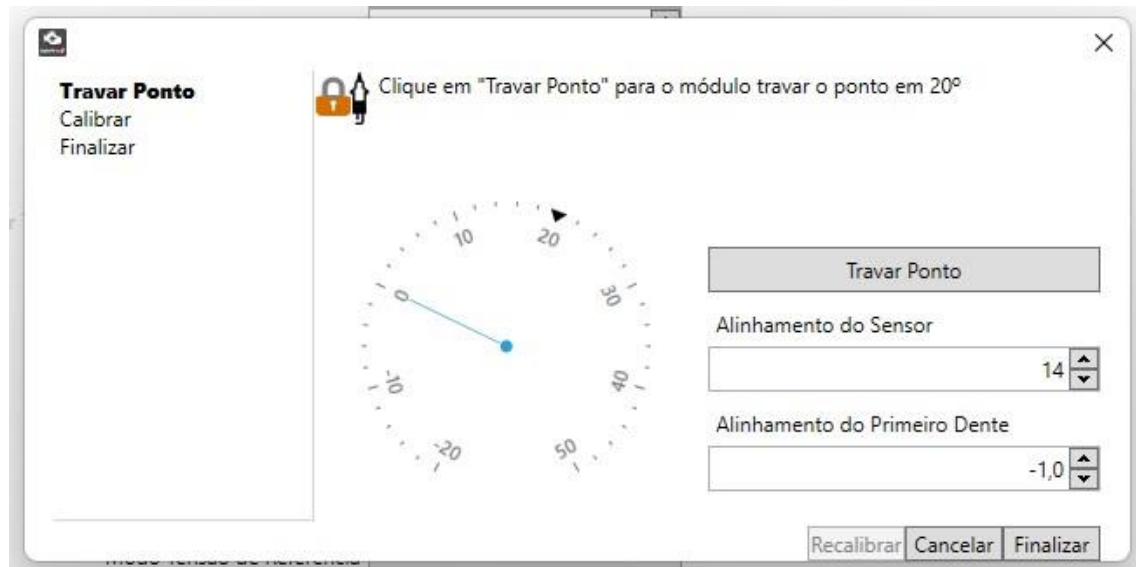 Travar Ponto
Calibrar
Finalizar
Clique em "Travar Ponto" para o módulo travar o ponto em 20º
-20
-10
0
10
20
30
40
50
Travar Ponto
Alinhamento do Sensor
14
Alinhamento do Primeiro Dente
-1,0
Recalibrar Cancelar Finalizar